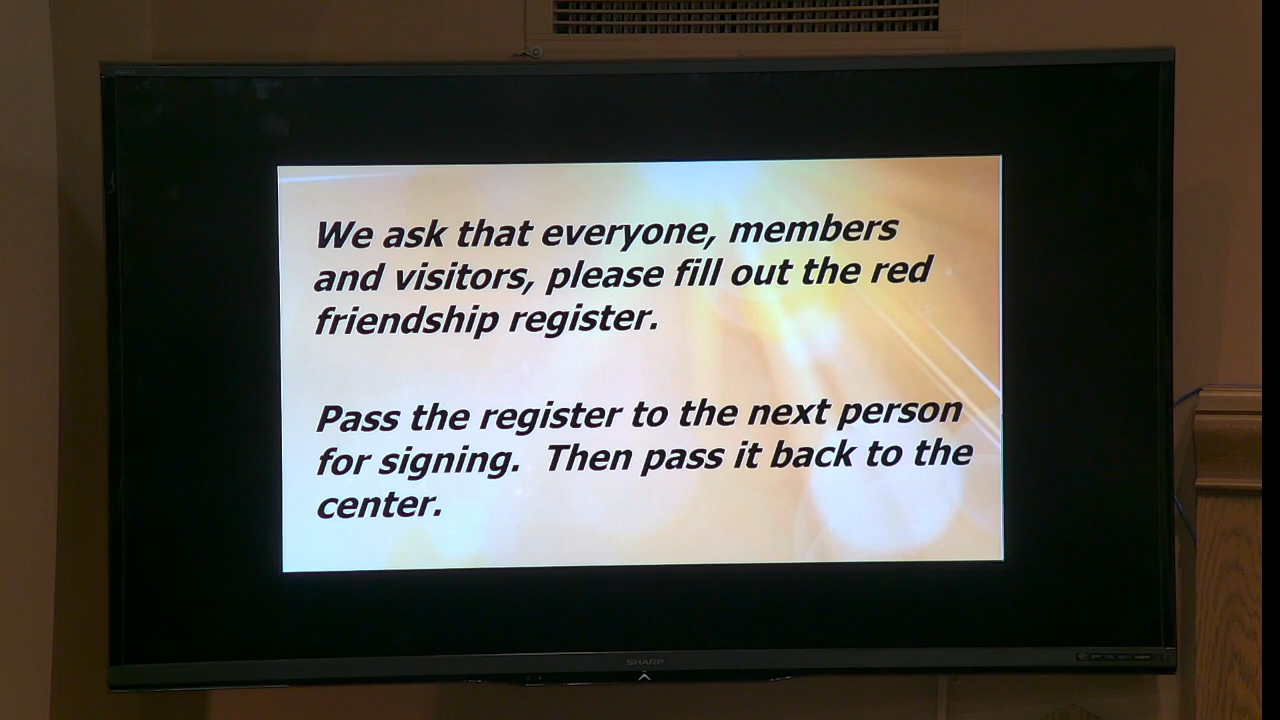 We ask that everyone, members
and visitors, please fill out the red
friendship register.
Pass the register to the next person
for signing.  Then pass it back to the
center.
SHARP